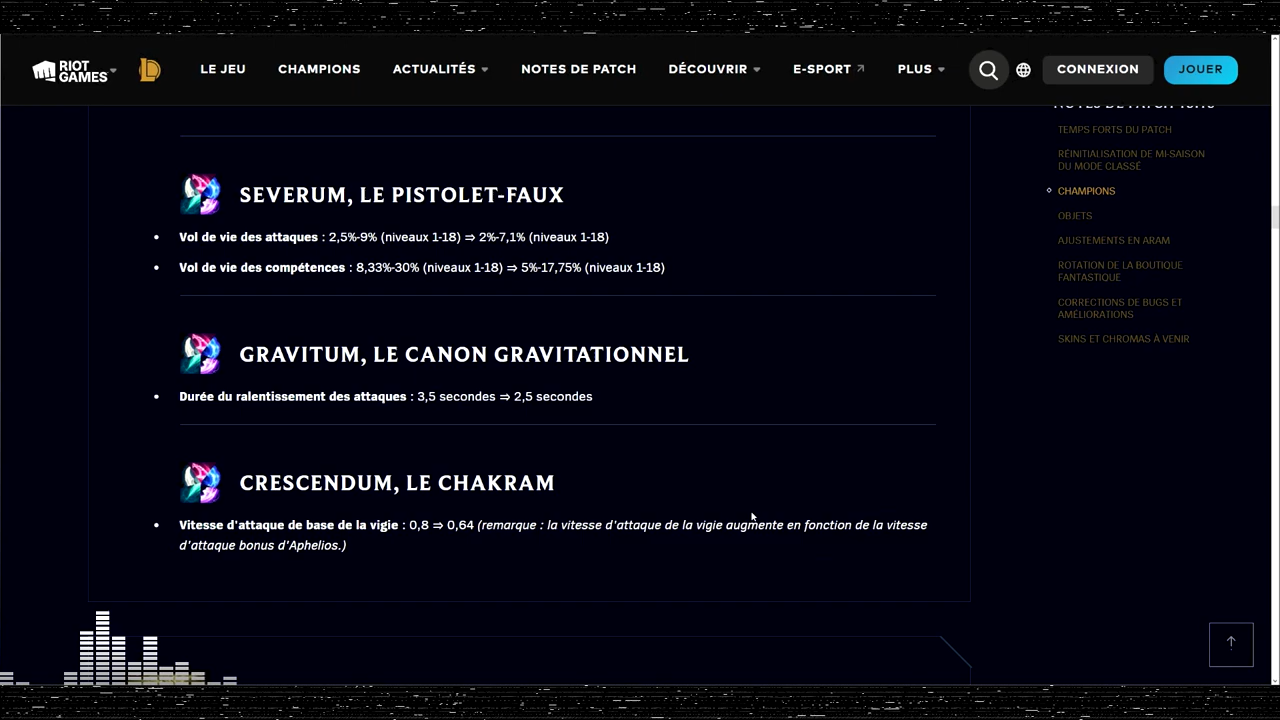 RIOT GAMES
LE JEU
CHAMPIONS
ACTUALITÉS
NOTES DE PATCH
DÉCOUVRIR
E-SPORT
PLUS
CONNEXION
JOUER
SEVERUM, LE PISTOLET-FAUX
• Vol de vie des attaques : 2,5%-9% (niveaux 1-18) ⇒ 2%-7,1% (niveaux 1-18)
• Vol de vie des compétences : 8,33%-30% (niveaux 1-18) ⇒ 5%-17,75% (niveaux 1-18)
GRAVITUM, LE CANON GRAVITATIONNEL
• Durée du ralentissement des attaques : 3,5 secondes ⇒ 2,5 secondes
CRESCENDUM, LE CHAKRAM
• Vitesse d'attaque de base de la vigie : 0,8 ⇒ 0,64 (remarque : la vitesse d'attaque de la vigie augmente en fonction de la vitesse
d'attaque bonus d'Aphelios.)
TEMPS FORTS DU PATCH
RÉINITIALISATION DE MI-SAISON
DU MODE CLASSÉ
CHAMPIONS
OBJETS
AJUSTEMENTS EN ARAM
ROTATION DE LA BOUTIQUE
FANTASTIQUE
CORRECTIONS DE BUGS ET
AMÉLIORATIONS
SKINS ET CHROMAS À VENIR